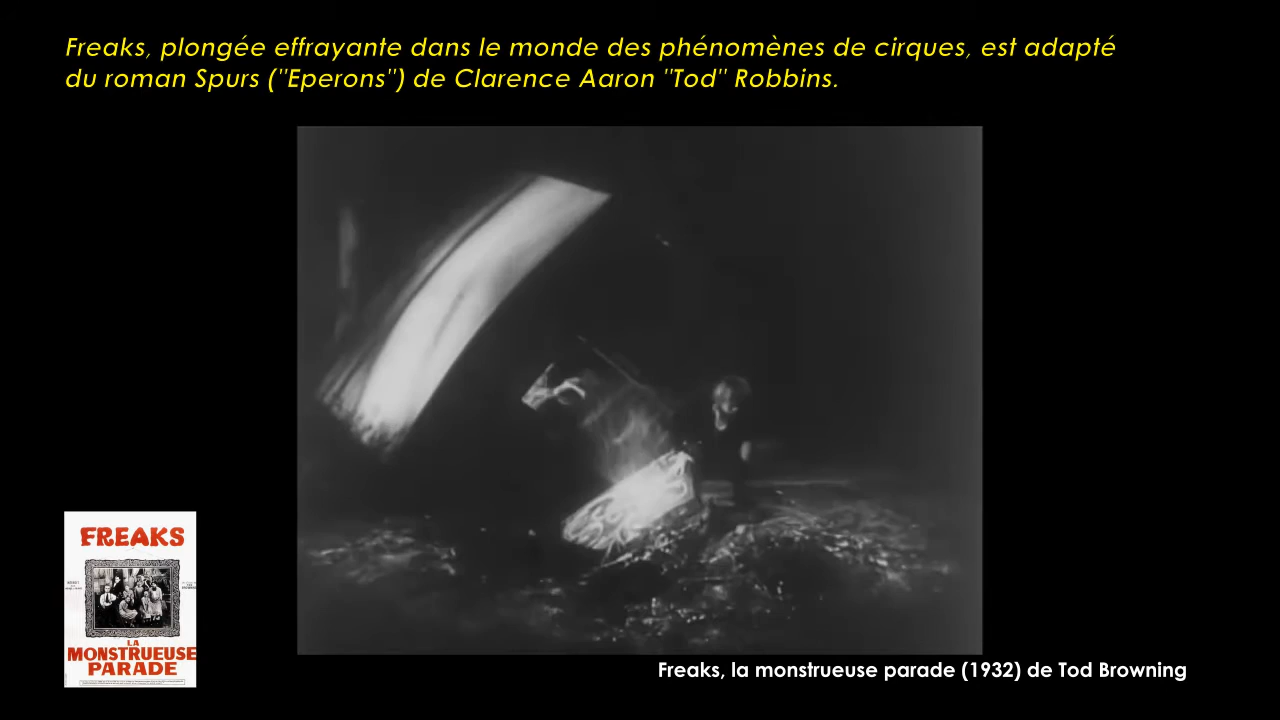 Freaks, plongée effrayante dans le monde des phénomènes de cirques, est adapté
du roman Spurs ("Eperons") de Clarence Aaron "Tod" Robbins.
FREAKS
LA
MONSTRUEUSE
PARADE
Freaks, la monstrueuse parade (1932) de Tod Browning